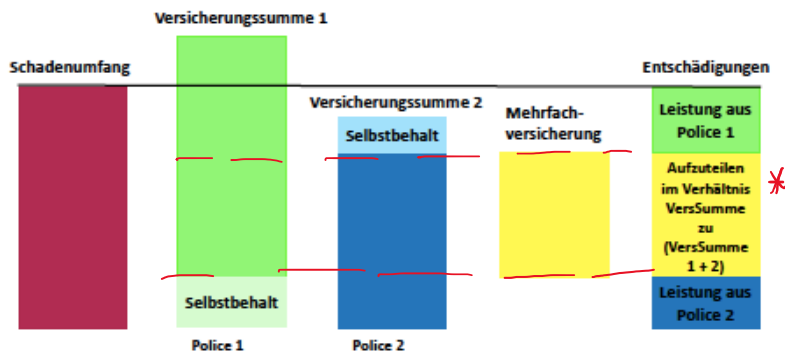 Versicherungssumme 1
Schadenumfang
Entschädigungen
Versicherungssumme 2
Mehrfach-
versicherung
Selbstbehalt
Leistung aus
Police 1
Aufzuteilen
im Verhältnis
VersSumme
zu
(VersSumme
1 + 2)
Selbstbehalt
Leistung aus
Police 2
Police 1
Police 2